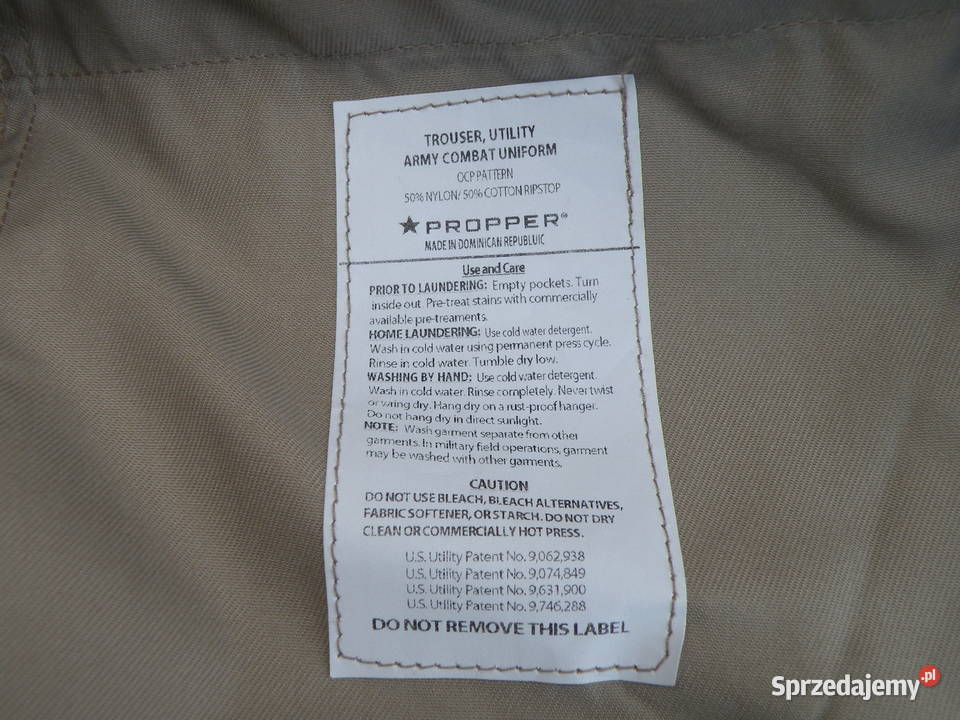 TROUSER, UTILITY
ARMY COMBAT UNIFORM
OCP PATTERN
50% NYLON/ 50% COTTON RIPSTOP
★PROPPER®
MADE IN DOMINICAN REPUBLUIC
Use and Care
PRIOR TO LAUNDERING: Empty pockets. Turn
inside out. Pre-treat stains with commercially
available pre-treaments.
HOME LAUNDERING: Use cold water detergent.
Wash in cold water using permanent press cycle.
Rinse in cold water. Tumble dry low.
WASHING BY HAND: Use cold water detergent.
Wash in cold water. Rinse completely. Never twist
or wring dry. Hang dry on a rust-proof hanger.
Do not hang dry in direct sunlight.
NOTE: Wash garment separate from other
garments. In military field operations, garment
may be washed with other garments.
CAUTION
DO NOT USE BLEACH, BLEACH ALTERNATIVES,
FABRIC SOFTENER, OR STARCH. DO NOT DRY
CLEAN OR COMMERCIALLY HOT PRESS.
U.S. Utility Patent No. 9,062,938
U.S. Utility Patent No. 9,074,849
U.S. Utility Patent No. 9,631,900
U.S. Utility Patent No. 9,746,288
DO NOT REMOVE THIS LABEL
Sprzedajemy.pl